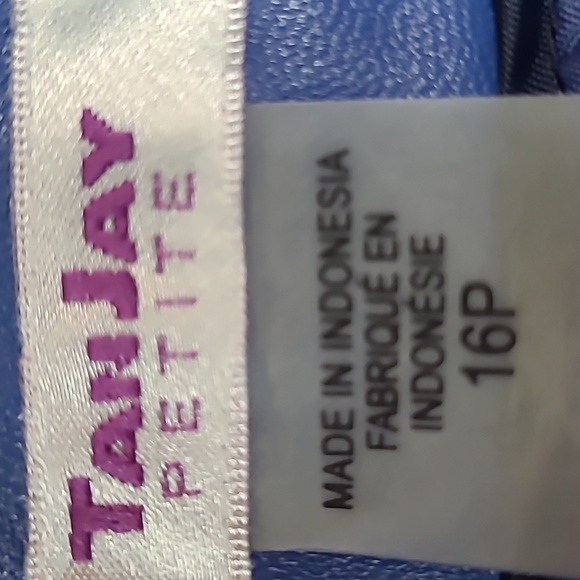 TANJAY
PETITE
MADE IN INDONESIA
FABRIQUÉ EN
INDONÉSIE
16P